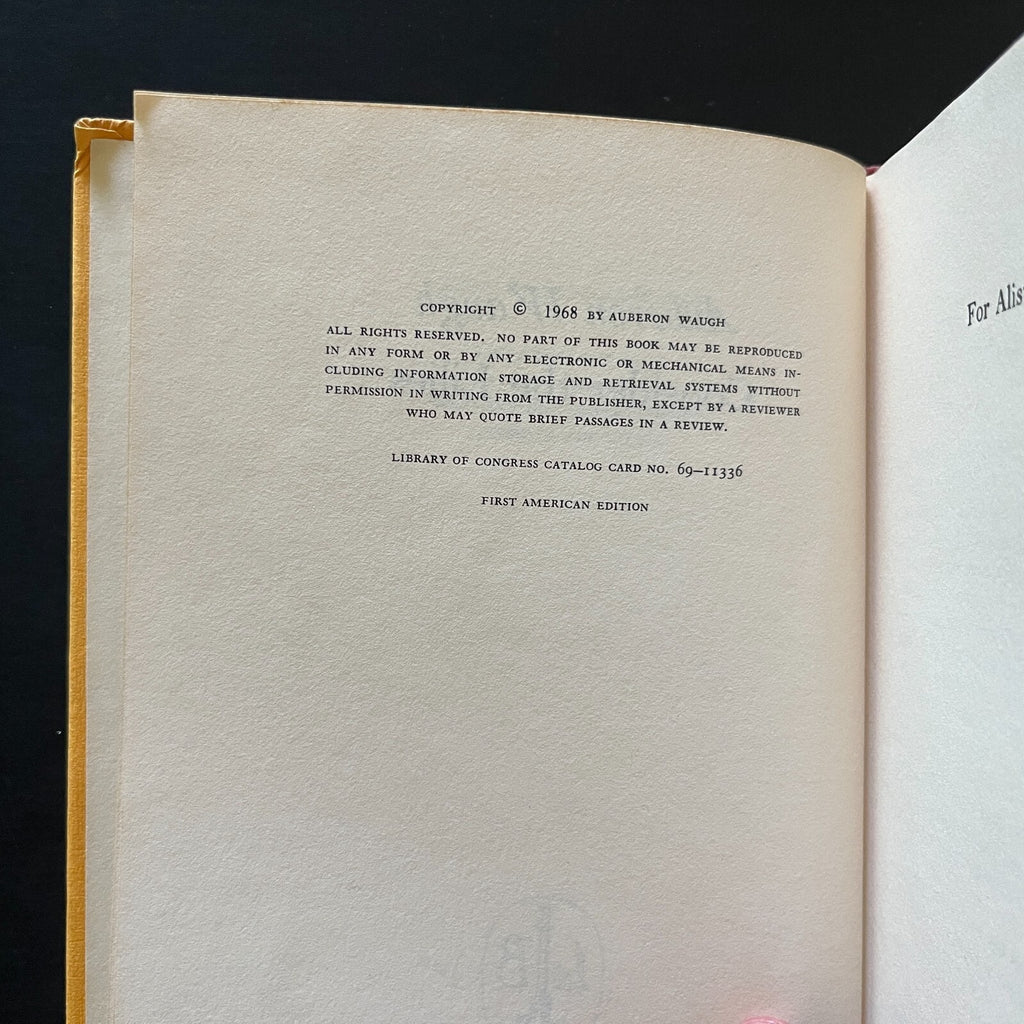 COPYRIGHT © 1968 BY AUBERON WAUGH
ALL RIGHTS RESERVED. NO PART OF THIS BOOK MAY BE REPRODUCED
IN ANY FORM OR BY ANY ELECTRONIC OR MECHANICAL MEANS IN-
CLUDING INFORMATION STORAGE AND RETRIEVAL SYSTEMS WITHOUT
PERMISSION IN WRITING FROM THE PUBLISHER, EXCEPT BY A REVIEWER
WHO MAY QUOTE BRIEF PASSAGES IN A REVIEW.
LIBRARY OF CONGRESS CATALOG CARD NO. 69–11336
FIRST AMERICAN EDITION
For